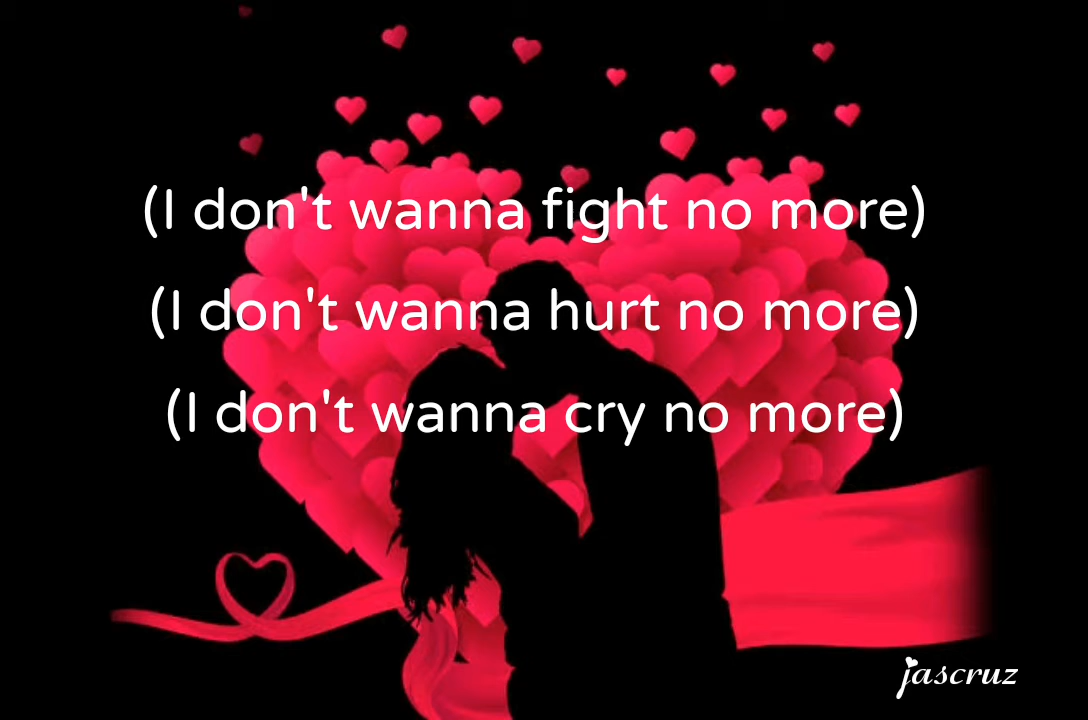 (I don't wanna fight no more)
(I don't wanna hurt no more)
(I don't wanna cry no more)
jascruz